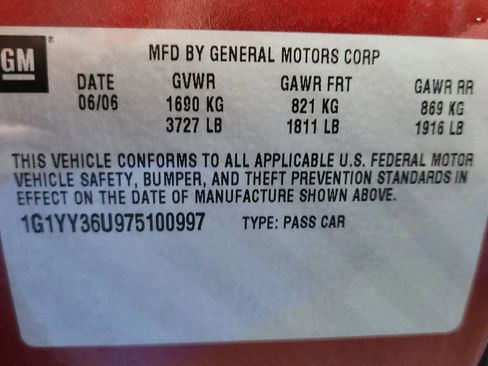 GM
MFD BY GENERAL MOTORS CORP
DATE GVWR GAWR FRT GAWR RR
06/06 1690 KG 821 KG 869 KG
3727 LB 1811 LB 1916 LB
THIS VEHICLE CONFORMS TO ALL APPLICABLE U.S. FEDERAL MOTOR
VEHICLE SAFETY, BUMPER, AND THEFT PREVENTION STANDARDS IN
EFFECT ON THE DATE OF MANUFACTURE SHOWN ABOVE.
1G1YY36U975100997 TYPE: PASS CAR